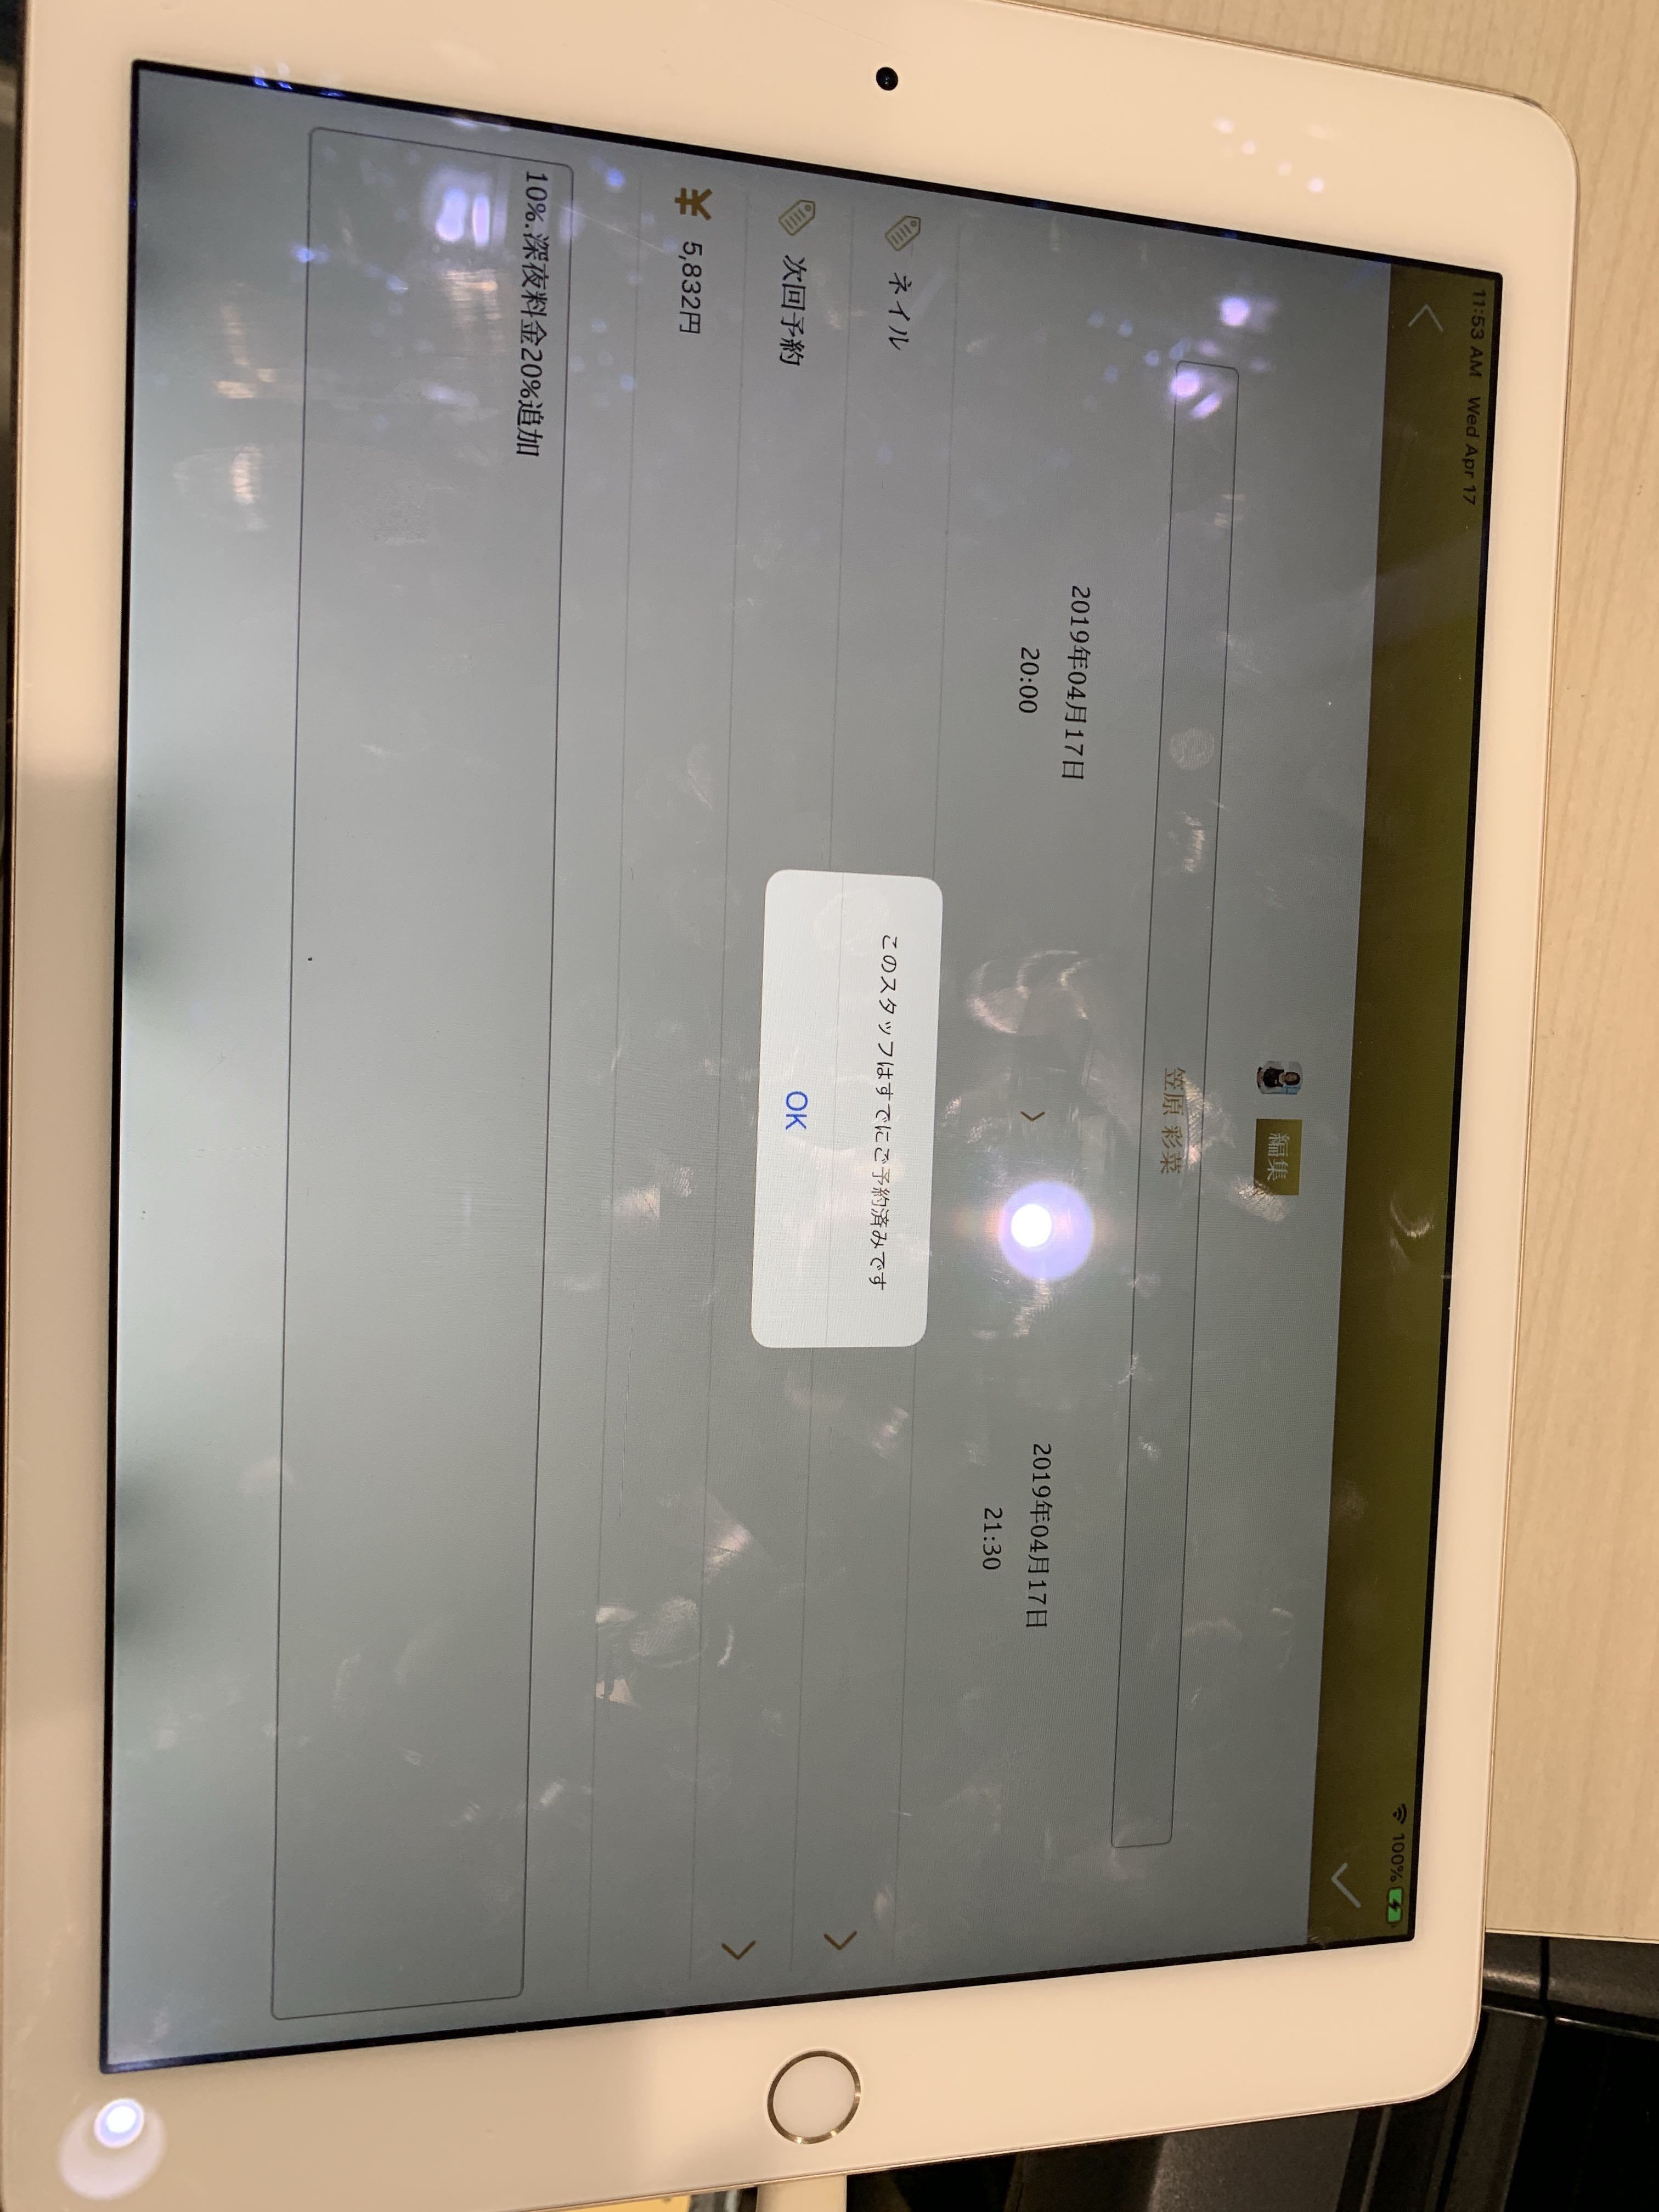 11:53 AM Wed Apr 17
100%
編集
笠原 彩菜
2019年04月17日
20:00
2019年04月17日
21:30
ネイル
次回予約
5,832円
10%.深夜料金20%追加
このスタッフはすでにご予約済みです
OK